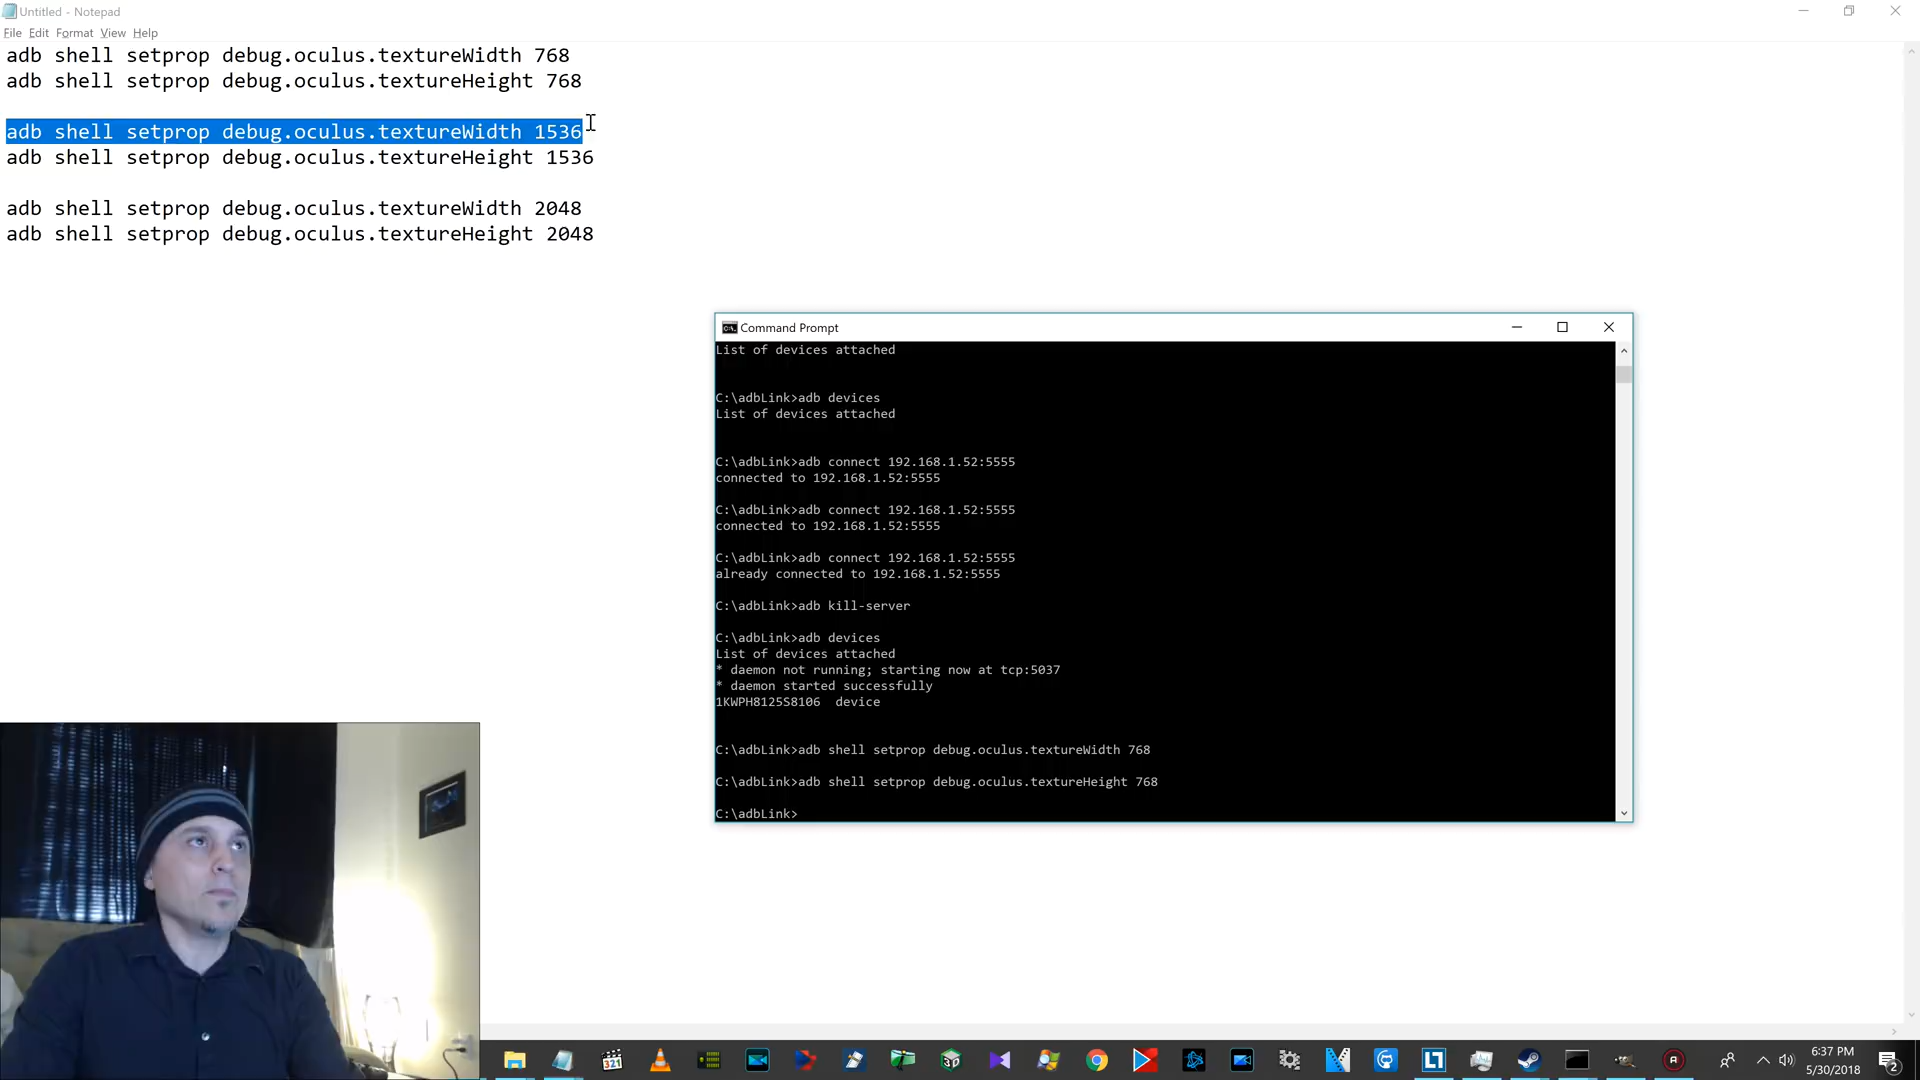 Untitled - Notepad
File Edit Format View Help
adb shell setprop debug.oculus.textureWidth 768
adb shell setprop debug.oculus.textureHeight 768
adb shell setprop debug.oculus.textureWidth 1536
adb shell setprop debug.oculus.textureHeight 1536
adb shell setprop debug.oculus.textureWidth 2048
adb shell setprop debug.oculus.textureHeight 2048
Command Prompt
List of devices attached
C:\adbLink>adb devices
List of devices attached
C:\adbLink>adb connect 192.168.1.52:5555
connected to 192.168.1.52:5555
C:\adbLink>adb connect 192.168.1.52:5555
connected to 192.168.1.52:5555
C:\adbLink>adb connect 192.168.1.52:5555
already connected to 192.168.1.52:5555
C:\adbLink>adb kill-server
C:\adbLink>adb devices
List of devices attached
* daemon not running; starting now at tcp:5037
* daemon started successfully
1KWPH8125S8106  device
C:\adbLink>adb shell setprop debug.oculus.textureWidth 768
C:\adbLink>adb shell setprop debug.oculus.textureHeight 768
C:\adbLink>
321
3D
6:37 PM
5/30/2018
2